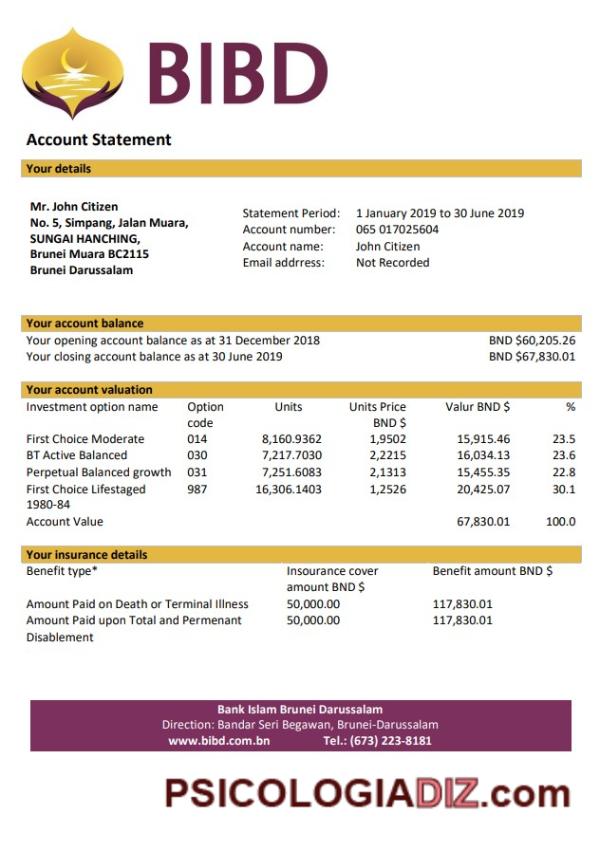 BIBD
Account Statement
Your details
Mr. John Citizen
No. 5, Simpang, Jalan Muara,
SUNGAI HANCHING,
Brunei Muara BC2115
Brunei Darussalam
Statement Period: 1 January 2019 to 30 June 2019
Account number: 065 017025604
Account name: John Citizen
Email addrress: Not Recorded
Your account balance
Your opening account balance as at 31 December 2018 BND $60,205.26
Your closing account balance as at 30 June 2019 BND $67,830.01
Your account valuation
Investment option name Option code Units Units Price BND $ Valur BND $ %
First Choice Moderate 014 8,160.9362 1,9502 15,915.46 23.5
BT Active Balanced 030 7,217.7030 2,2215 16,034.13 23.6
Perpetual Balanced growth 031 7,251.6083 2,1313 15,455.35 22.8
First Choice Lifestaged 987 16,306.1403 1,2526 20,425.07 30.1
1980-84
Account Value 67,830.01 100.0
Your insurance details
Benefit type* Insourance cover amount BND $ Benefit amount BND $
Amount Paid on Death or Terminal Illness 50,000.00 117,830.01
Amount Paid upon Total and Permenant 50,000.00 117,830.01
Disablement
Bank Islam Brunei Darussalam
Direction: Bandar Seri Begawan, Brunei-Darussalam
www.bibd.com.bn Tel.: (673) 223-8181
PSICOLOGIADIZ.com